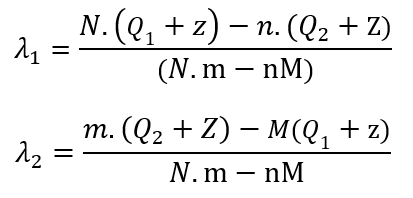 λ₁ = (N.(Q₁ + z) − n.(Q₂ + Z)) / (N.m − nM)
λ₂ = (m.(Q₂ + Z) − M(Q₁ + z)) / (N.m − nM)